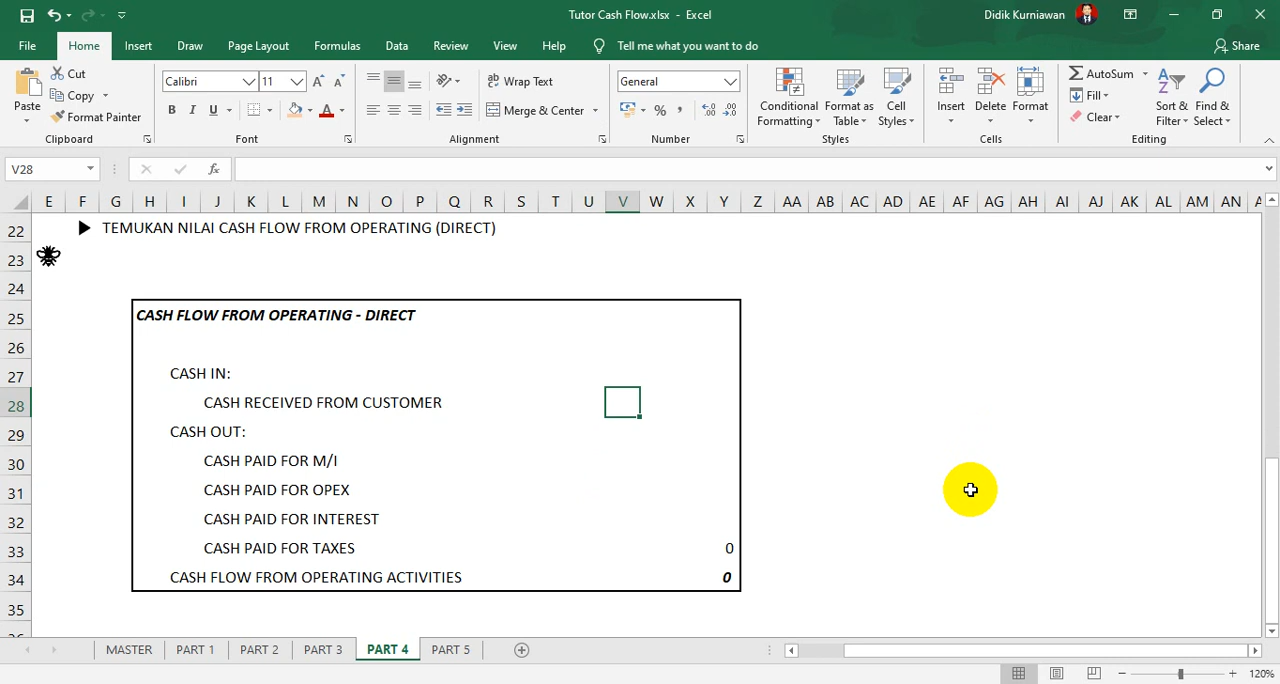 Tutor Cash Flow.xlsx - Excel
Didik Kurniawan
File Home Insert Draw Page Layout Formulas Data Review View Help Tell me what you want to do Share
Paste Cut Copy Format Painter Clipboard
Calibri 11 B I U Font
Wrap Text Merge & Center Alignment
General % , Number
Conditional Formatting Format as Table Cell Styles Styles
Insert Delete Format Cells
AutoSum Fill Clear Sort & Filter Find & Select Editing
V28 fx
E F G H I J K L M N O P Q R S T U V W X Y Z AA AB AC AD AE AF AG AH AI AJ AK AL AM AN
22 TEMUKAN NILAI CASH FLOW FROM OPERATING (DIRECT)
23
24
25 CASH FLOW FROM OPERATING - DIRECT
26
27 CASH IN:
28 CASH RECEIVED FROM CUSTOMER
29 CASH OUT:
30 CASH PAID FOR M/I
31 CASH PAID FOR OPEX
32 CASH PAID FOR INTEREST
33 CASH PAID FOR TAXES 0
34 CASH FLOW FROM OPERATING ACTIVITIES 0
35
MASTER PART 1 PART 2 PART 3 PART 4 PART 5
120%